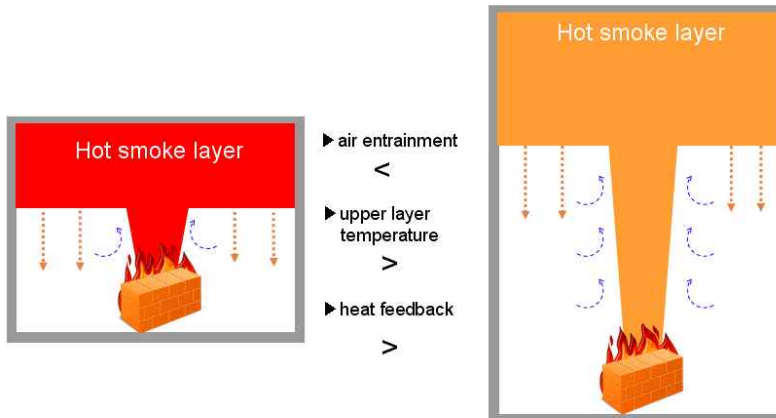 Hot smoke layer
Hot smoke layer
air entrainment
<
upper layer
temperature
>
heat feedback
>